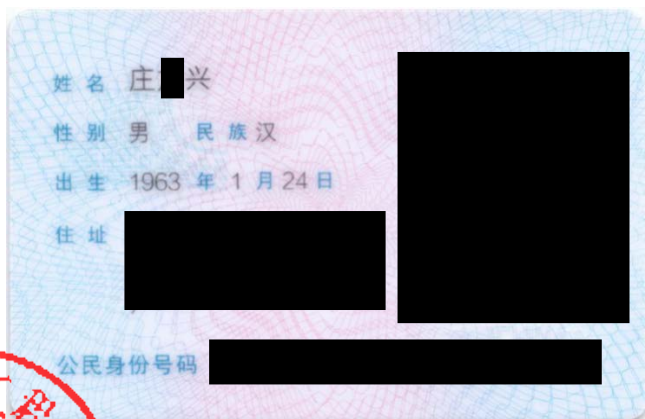 姓名 庄 兴
性别 男 民族 汉
出生 1963 年 1 月 24 日
住址
公民身份号码